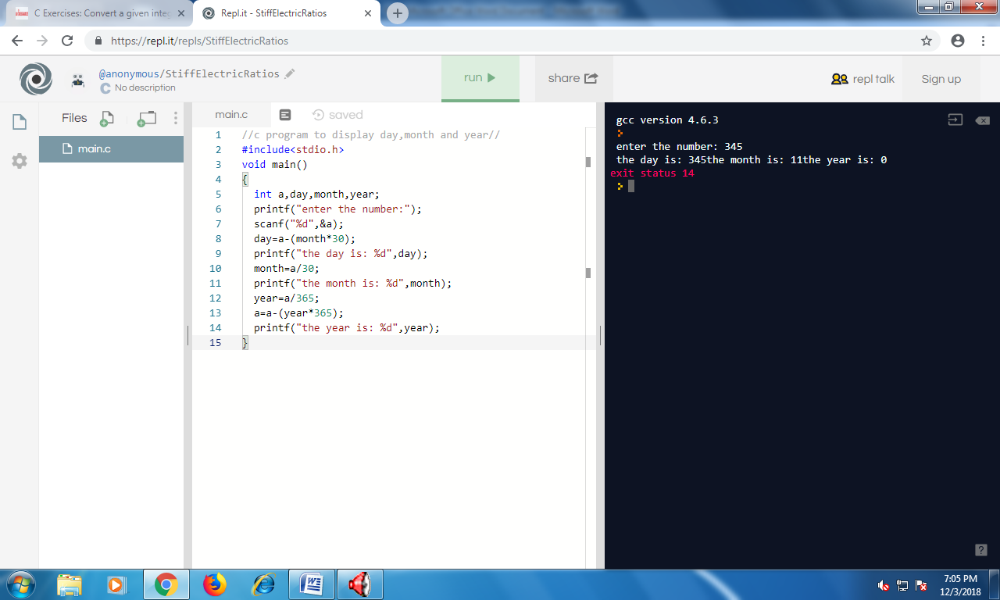 C Exercises: Convert a given integ
Repl.it - StiffElectricRatios
https://repl.it/repls/StiffElectricRatios
@anonymous/StiffElectricRatios
C No description
run
share
repl talk
Sign up
Files
main.c
main.c
saved
1 //c program to display day,month and year//
2 #include<stdio.h>
3 void main()
4 {
5 int a,day,month,year;
6 printf("enter the number:");
7 scanf("%d",&a);
8 day=a-(month*30);
9 printf("the day is: %d",day);
10 month=a/30;
11 printf("the month is: %d",month);
12 year=a/365;
13 a=a-(year*365);
14 printf("the year is: %d",year);
15 }
gcc version 4.6.3
enter the number: 345
the day is: 345the month is: 11the year is: 0
exit status 14
?
7:05 PM
12/3/2018